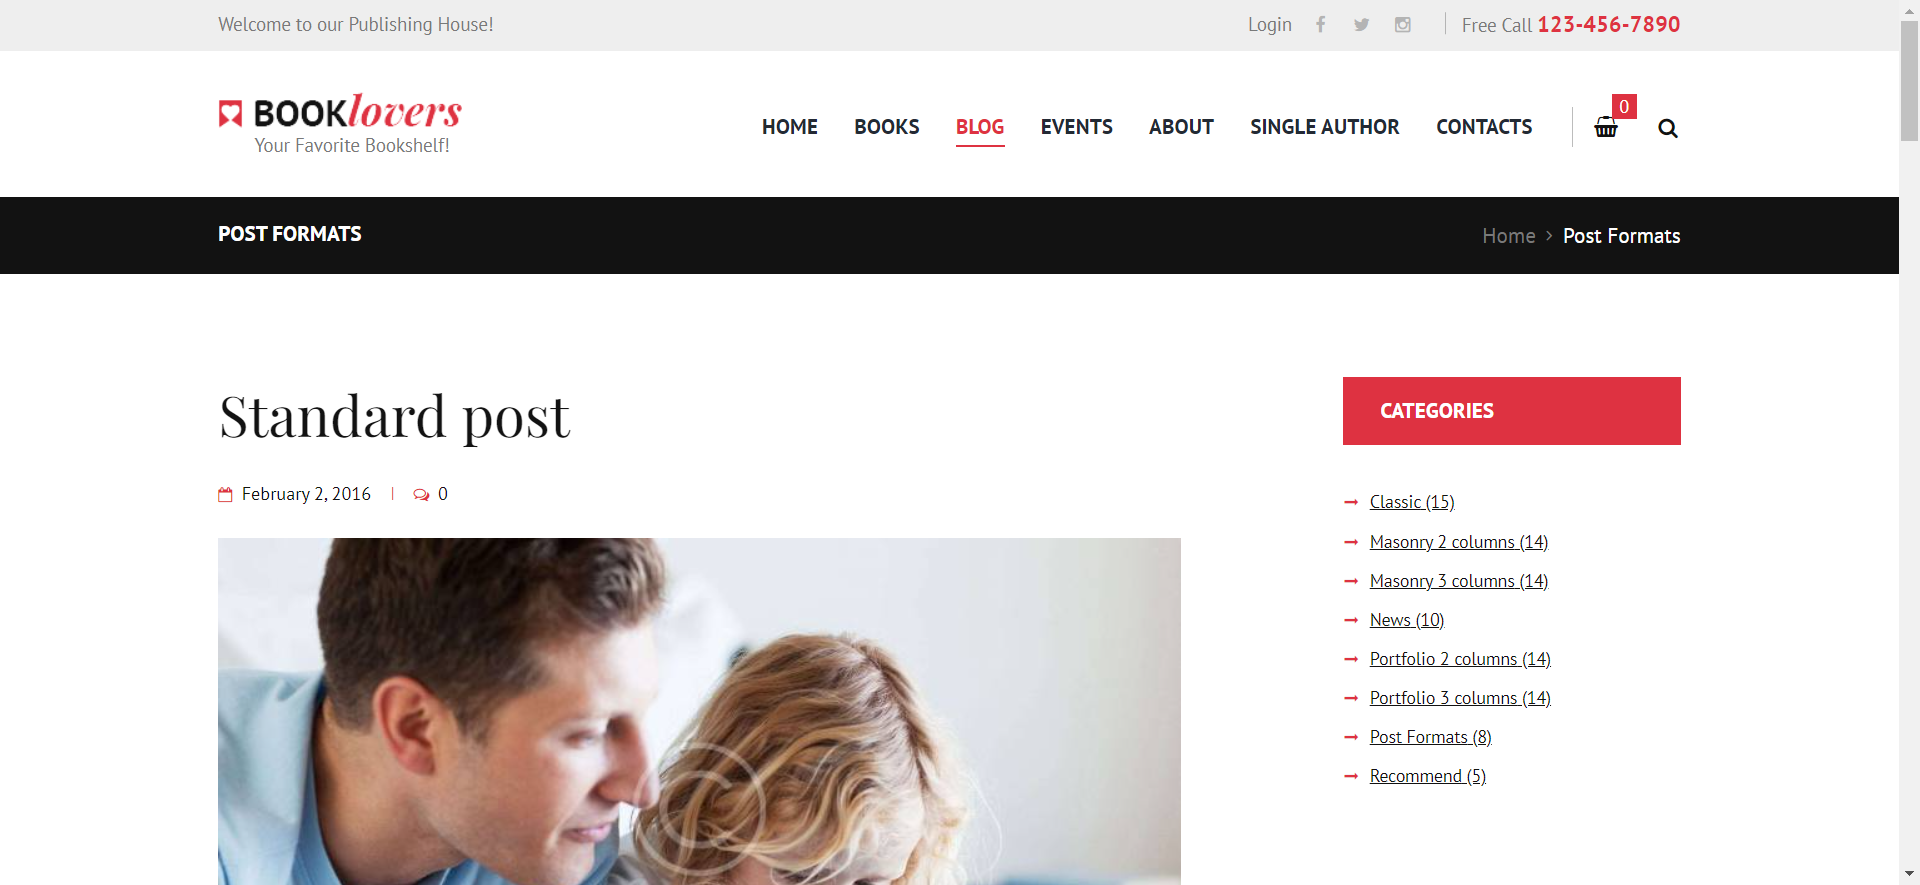 Welcome to our Publishing House!
Login
Free Call 123-456-7890
BOOKlovers
Your Favorite Bookshelf!
HOME BOOKS BLOG EVENTS ABOUT SINGLE AUTHOR CONTACTS
0
POST FORMATS
Home > Post Formats
Standard post
February 2, 2016 | 0
CATEGORIES
Classic (15)
Masonry 2 columns (14)
Masonry 3 columns (14)
News (10)
Portfolio 2 columns (14)
Portfolio 3 columns (14)
Post Formats (8)
Recommend (5)